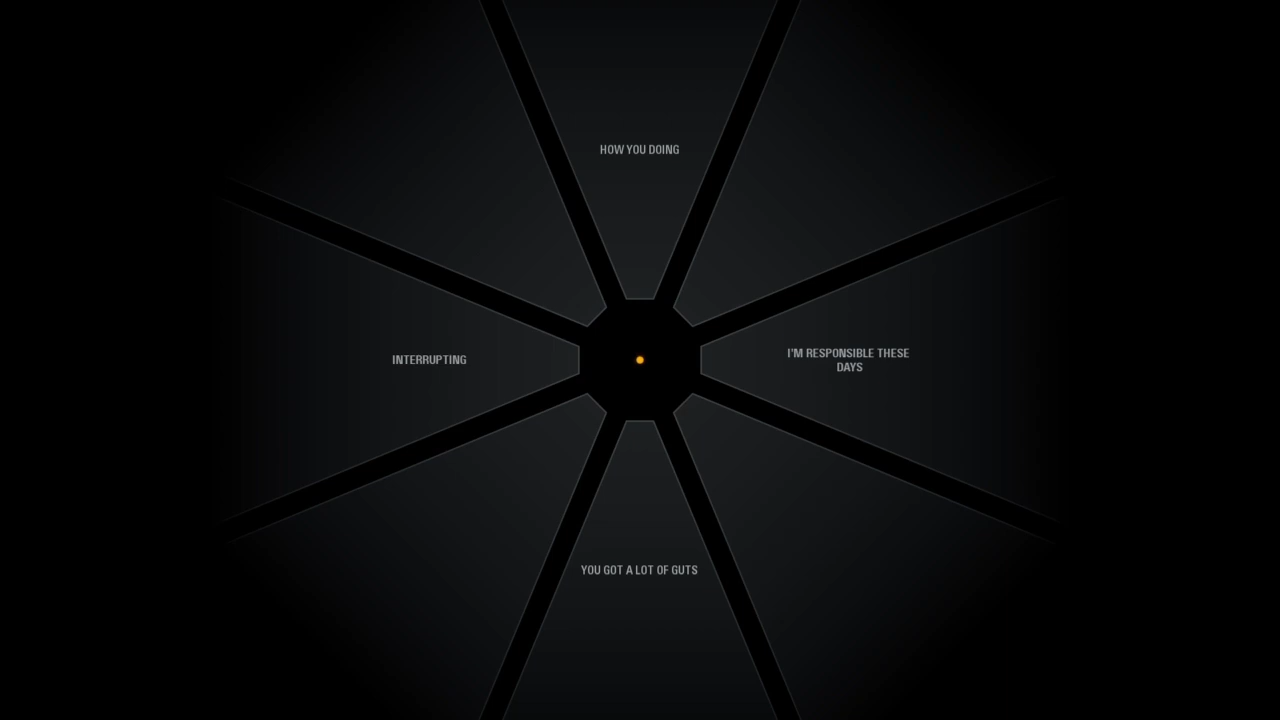 HOW YOU DOING
INTERRUPTING
I'M RESPONSIBLE THESE
DAYS
YOU GOT A LOT OF GUTS